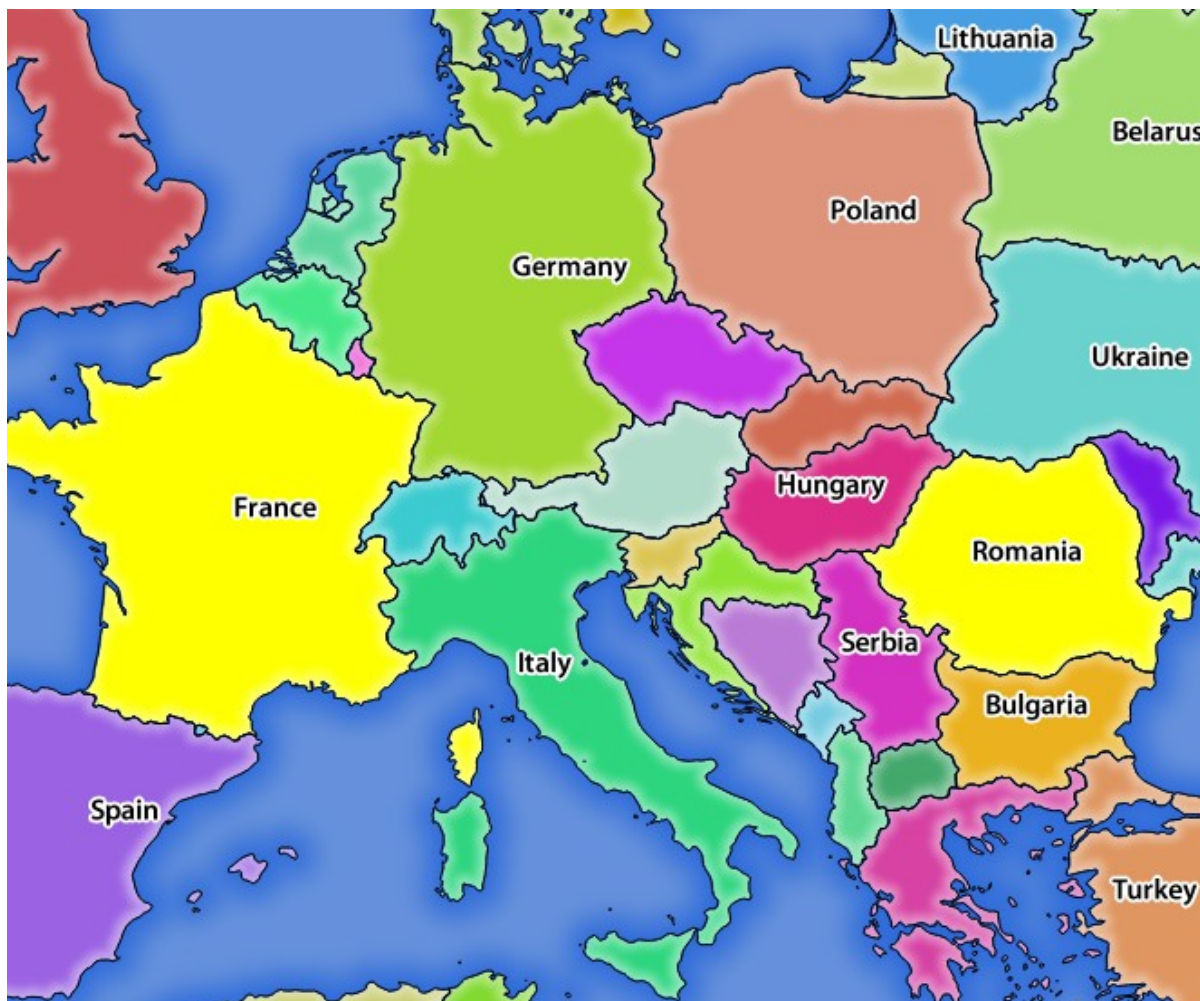 Lithuania
Belarus
Poland
Germany
Ukraine
France
Hungary
Romania
Serbia
Italy
Bulgaria
Spain
Turkey